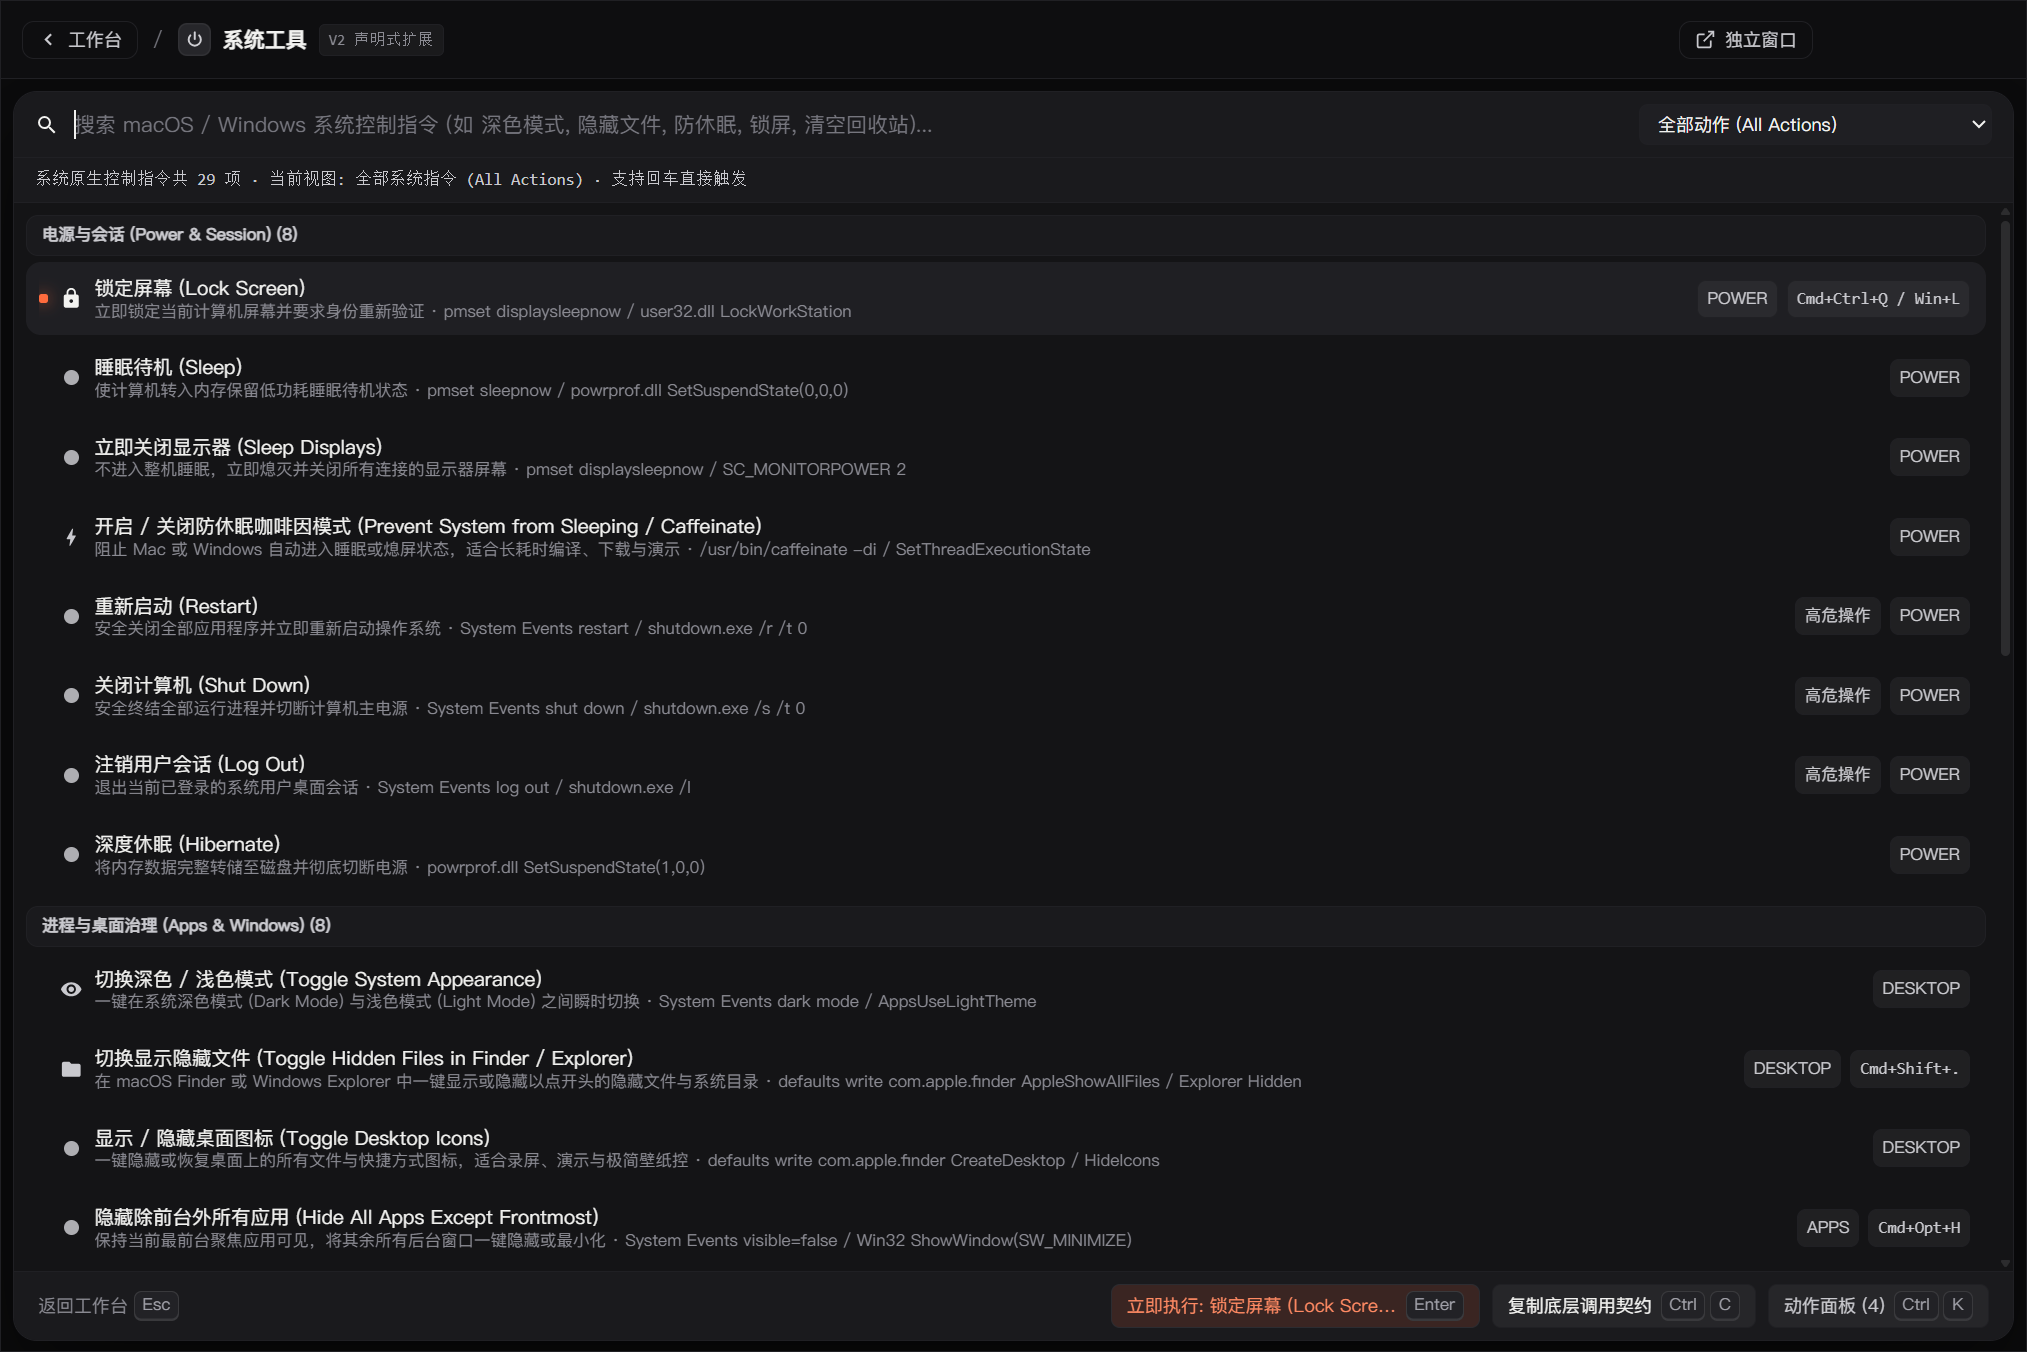 工作台 / 系统工具 V2 声明式扩展 独立窗口
搜索 macOS / Windows 系统控制指令 (如 深色模式, 隐藏文件, 防休眠, 锁屏, 清空回收站)... 全部动作 (All Actions)
系统原生控制指令共 29 项 · 当前视图: 全部系统指令 (All Actions) · 支持回车直接触发
电源与会话 (Power & Session) (8)
锁定屏幕 (Lock Screen)
立即锁定当前计算机屏幕并要求身份重新验证 · pmset displaysleepnow / user32.dll LockWorkStation
POWER Cmd+Ctrl+Q / Win+L
睡眠待机 (Sleep)
使计算机转入内存保留低功耗睡眠待机状态 · pmset sleepnow / powrprof.dll SetSuspendState(0,0,0)
POWER
立即关闭显示器 (Sleep Displays)
不进入整机睡眠，立即熄灭并关闭所有连接的显示器屏幕 · pmset displaysleepnow / SC_MONITORPOWER 2
POWER
开启 / 关闭防休眠咖啡因模式 (Prevent System from Sleeping / Caffeinate)
阻止 Mac 或 Windows 自动进入睡眠或熄屏状态，适合长耗时编译、下载与演示 · /usr/bin/caffeinate -di / SetThreadExecutionState
POWER
重新启动 (Restart)
安全关闭全部应用程序并立即重新启动操作系统 · System Events restart / shutdown.exe /r /t 0
高危操作 POWER
关闭计算机 (Shut Down)
安全终结全部运行进程并切断计算机主电源 · System Events shut down / shutdown.exe /s /t 0
高危操作 POWER
注销用户会话 (Log Out)
退出当前已登录的系统用户桌面会话 · System Events log out / shutdown.exe /l
高危操作 POWER
深度休眠 (Hibernate)
将内存数据完整转储至磁盘并彻底切断电源 · powrprof.dll SetSuspendState(1,0,0)
POWER
进程与桌面治理 (Apps & Windows) (8)
切换深色 / 浅色模式 (Toggle System Appearance)
一键在系统深色模式 (Dark Mode) 与浅色模式 (Light Mode) 之间瞬时切换 · System Events dark mode / AppsUseLightTheme
DESKTOP
切换显示隐藏文件 (Toggle Hidden Files in Finder / Explorer)
在 macOS Finder 或 Windows Explorer 中一键显示或隐藏以点开头的隐藏文件与系统目录 · defaults write com.apple.finder AppleShowAllFiles / Explorer Hidden
DESKTOP Cmd+Shift+.
显示 / 隐藏桌面图标 (Toggle Desktop Icons)
一键隐藏或恢复桌面上的所有文件与快捷方式图标，适合录屏、演示与极简壁纸控 · defaults write com.apple.finder CreateDesktop / HideIcons
DESKTOP
隐藏除前台外所有应用 (Hide All Apps Except Frontmost)
保持当前最前台聚焦应用可见，将其余所有后台窗口一键隐藏或最小化 · System Events visible=false / Win32 ShowWindow(SW_MINIMIZE)
APPS Cmd+Opt+H
返回工作台 Esc 立即执行: 锁定屏幕 (Lock Scre... Enter 复制底层调用契约 Ctrl C 动作面板 (4) Ctrl K